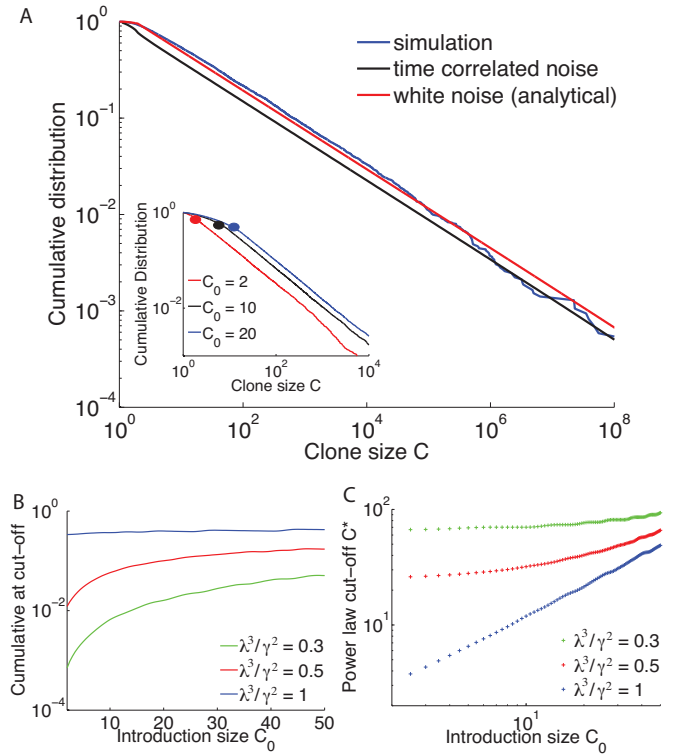 A
simulation
time correlated noise
white noise (analytical)
Cumulative distribution
10^0
10^-1
10^-2
10^-3
10^-4
10^0
10^2
10^4
10^6
10^8
Clone size C
Cumulative Distribution
10^0
10^-2
C_0 = 2
C_0 = 10
C_0 = 20
10^0
10^2
10^4
Clone size C
B
Cumulative at cut-off
10^0
10^-2
10^-4
λ^3/γ^2 = 0.3
λ^3/γ^2 = 0.5
λ^3/γ^2 = 1
10
20
30
40
50
Introduction size C_0
C
Power law cut-off C*
10^2
10^1
λ^3/γ^2 = 0.3
λ^3/γ^2 = 0.5
λ^3/γ^2 = 1
10^1
Introduction size C_0